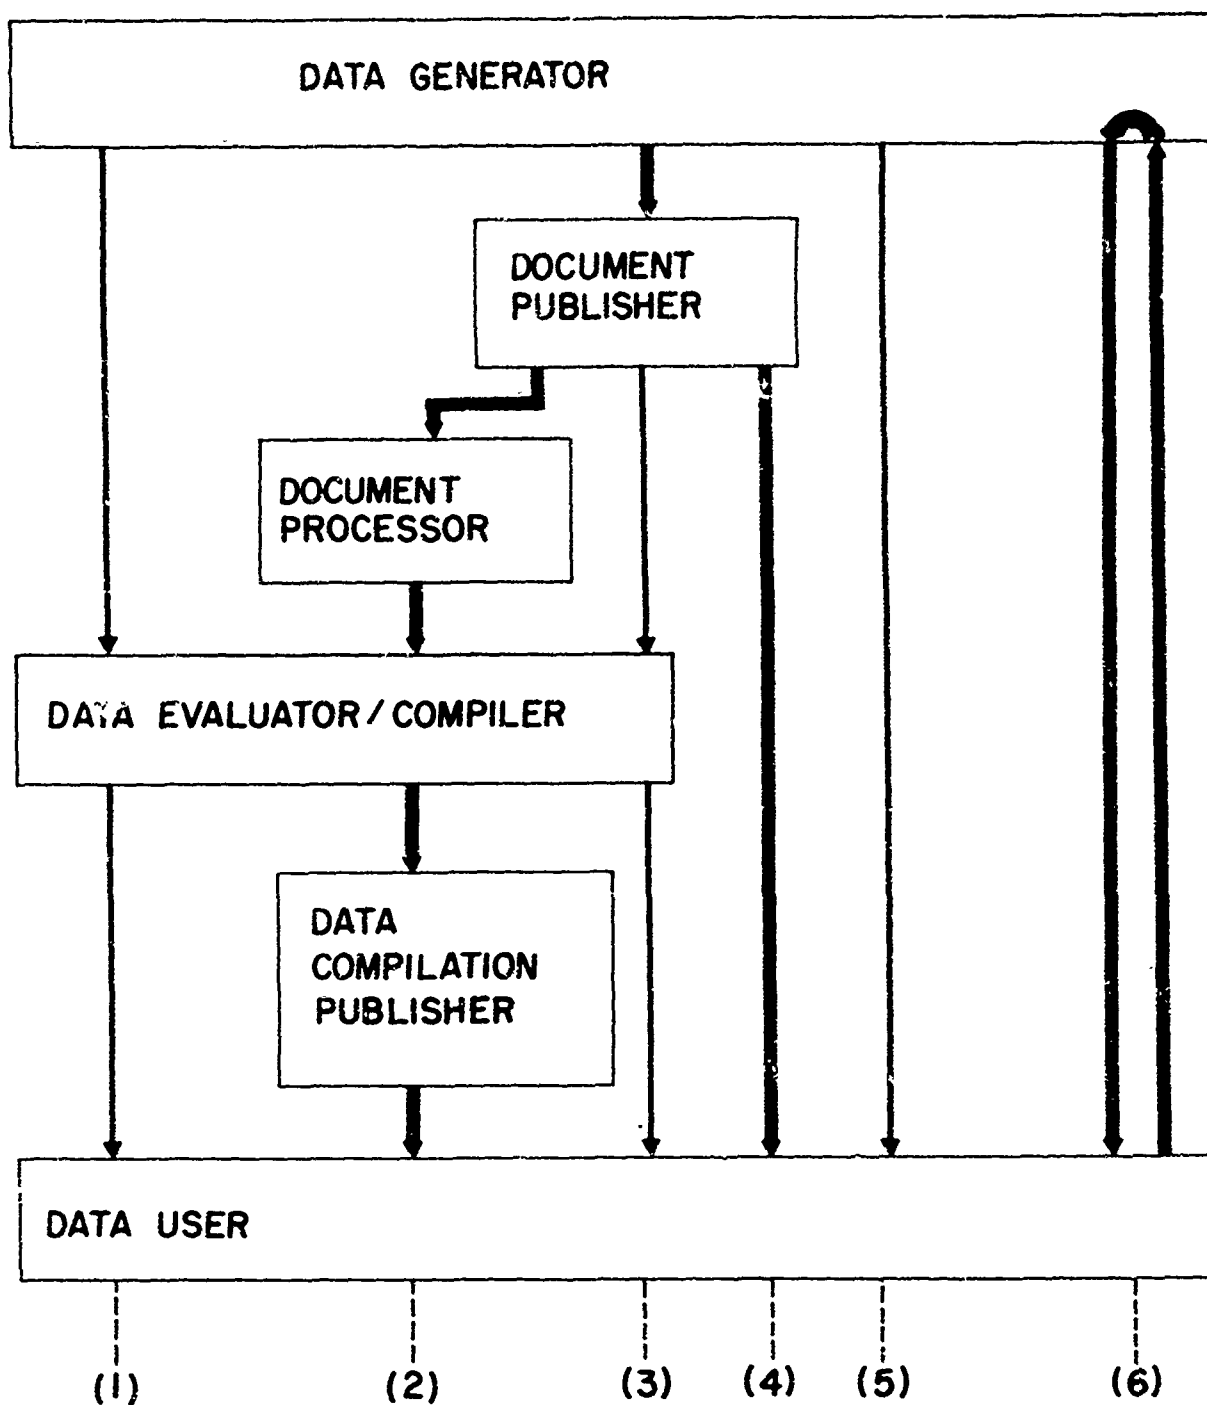 DATA GENERATOR
DOCUMENT
PUBLISHER
DOCUMENT
PROCESSOR
DATA EVALUATOR/COMPILER
DATA
COMPILATION
PUBLISHER
DATA USER
(1) (2) (3) (4) (5) (6)